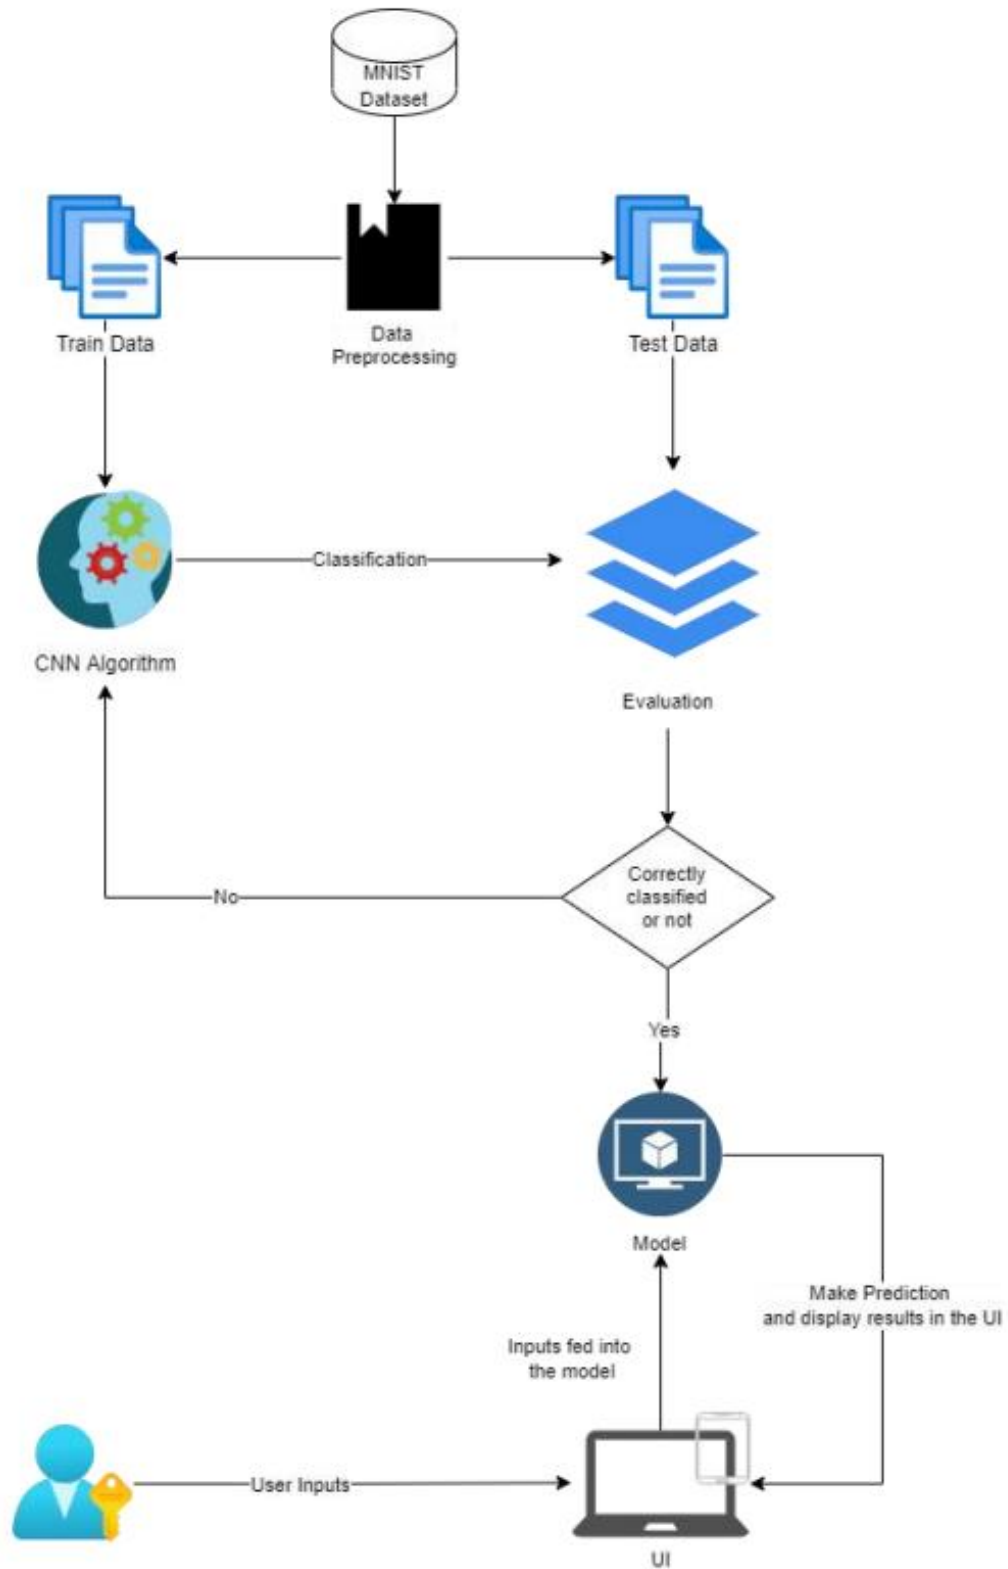 MNIST
Dataset
Train Data
Data
Preprocessing
Test Data
Classification
CNN Algorithm
Evaluation
Correctly
classified
or not
No
Yes
Model
Make Prediction
and display results in the UI
Inputs fed into
the model
User Inputs
UI